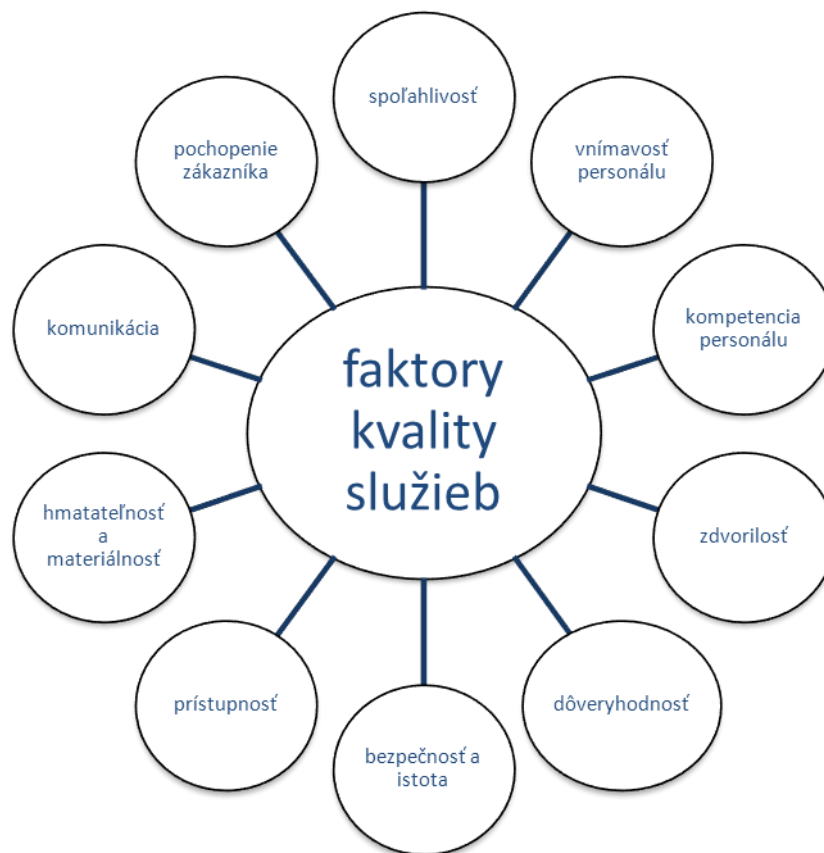 spoľahlivosť
vnímavosť
personálu
kompetencia
personálu
zdvorilosť
dôveryhodnosť
bezpečnosť a
istota
prístupnosť
hmatateľnosť
a
materiálnosť
komunikácia
pochopenie
zákazníka
faktory
kvality
služieb